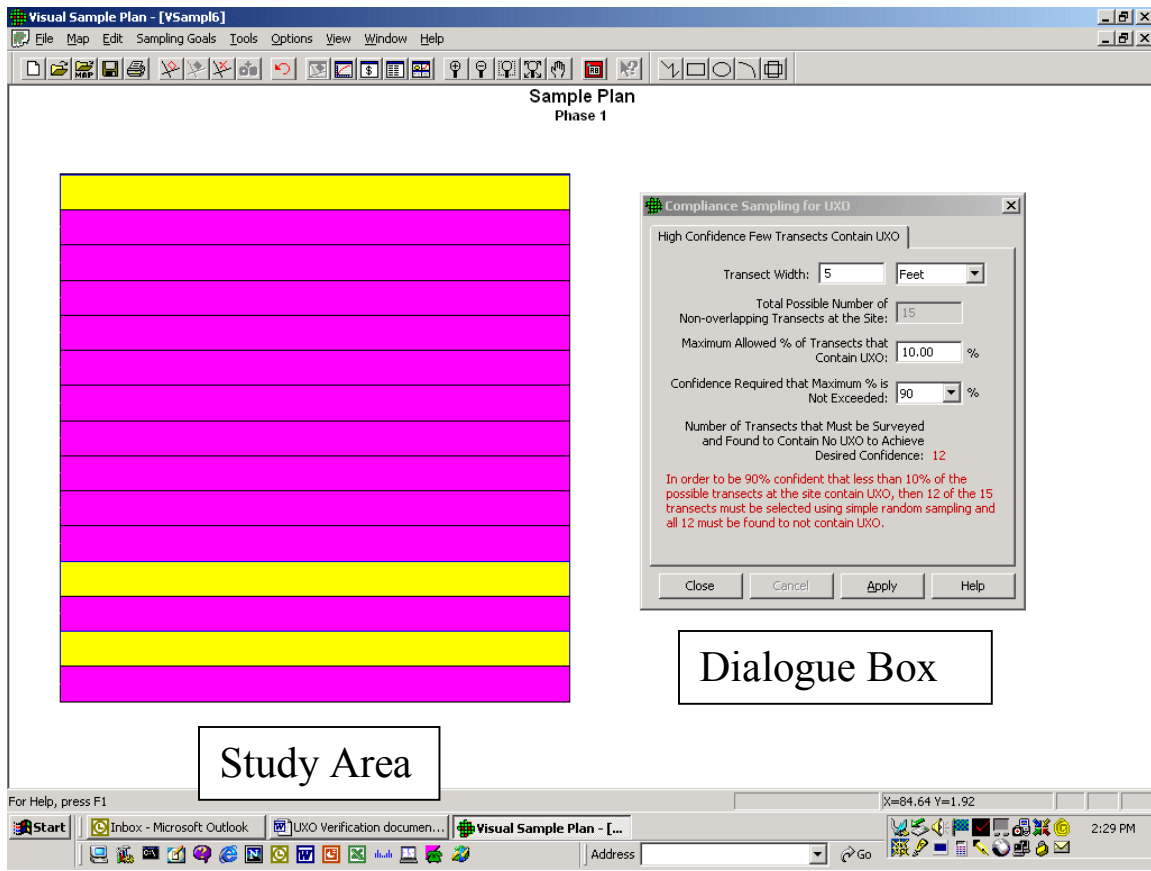 Visual Sample Plan - [VSampl6]
File Map Edit Sampling Goals Tools Options View Window Help
MAP
Sample Plan
Phase 1
Compliance Sampling for UXO
High Confidence Few Transects Contain UXO
Transect Width: 5 Feet
Total Possible Number of
Non-overlapping Transects at the Site: 15
Maximum Allowed % of Transects that
Contain UXO: 10.00 %
Confidence Required that Maximum % is
Not Exceeded: 90 %
Number of Transects that Must be Surveyed
and Found to Contain No UXO to Achieve
Desired Confidence: 12
In order to be 90% confident that less than 10% of the
possible transects at the site contain UXO, then 12 of the 15
transects must be selected using simple random sampling and
all 12 must be found to not contain UXO.
Close Cancel Apply Help
Dialogue Box
Study Area
For Help, press F1
X=84.64 Y=1.92
Start Inbox - Microsoft Outlook UXO Verification documen... Visual Sample Plan - [... 2:29 PM
Address Go